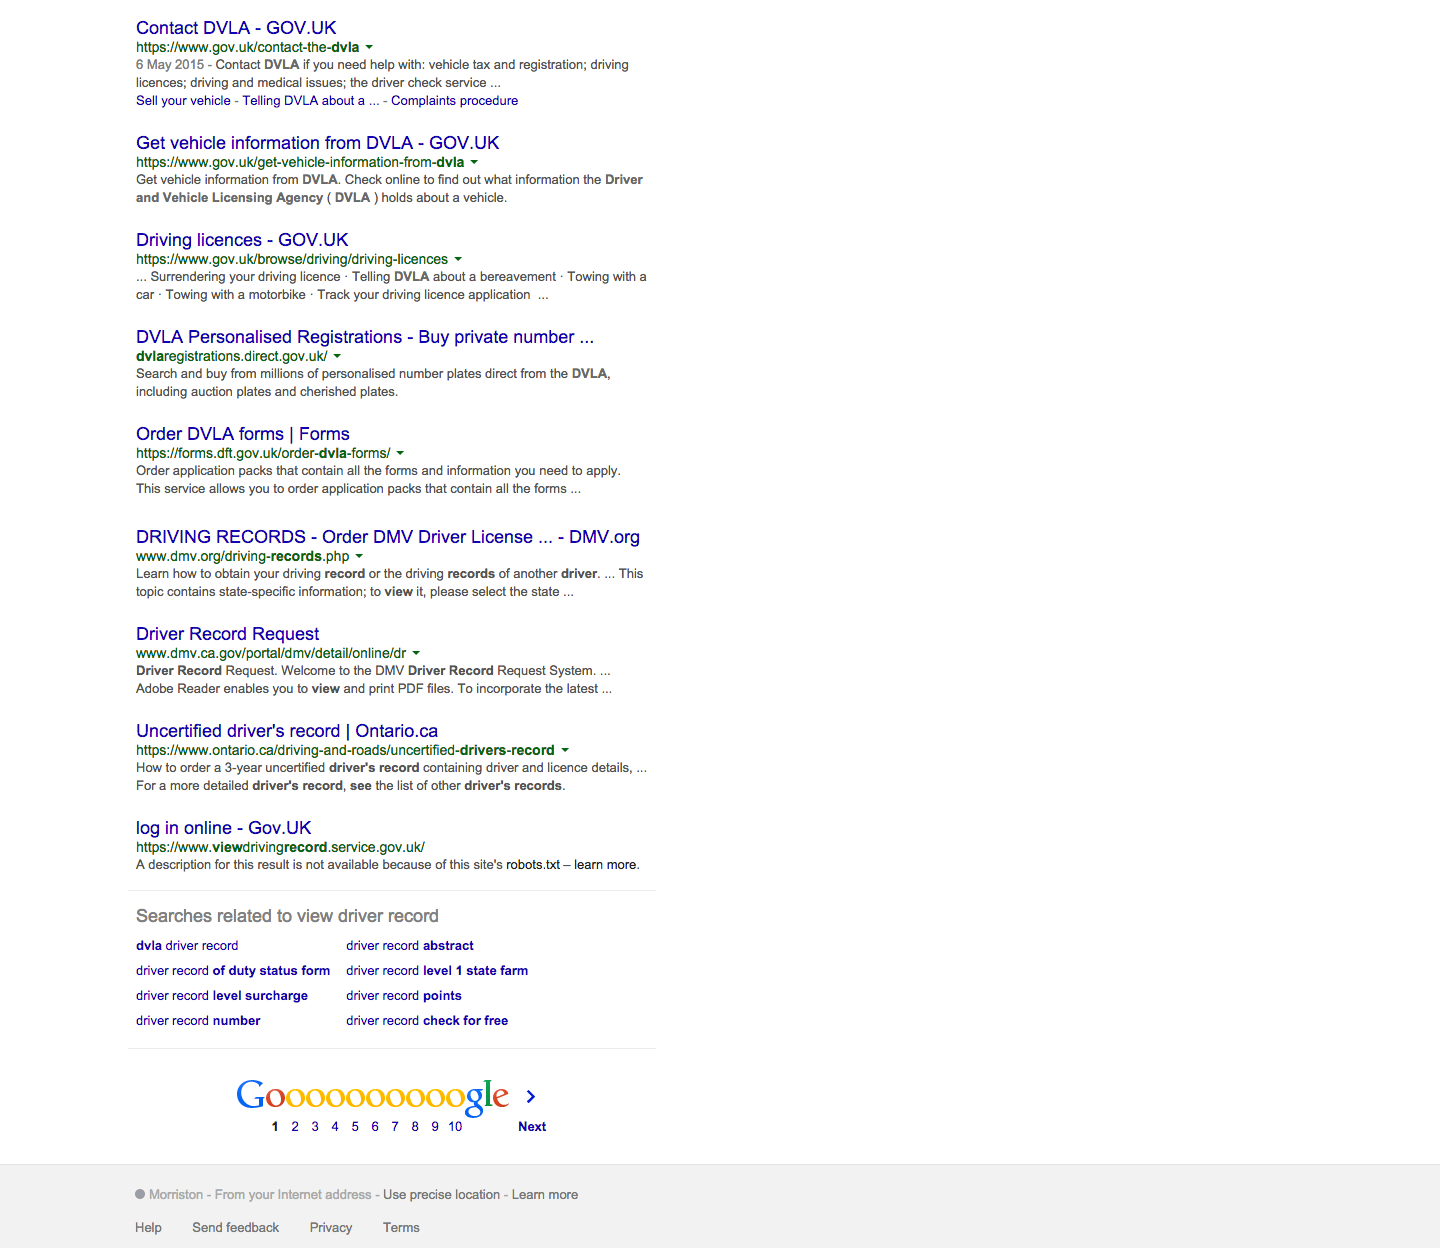 Contact DVLA - GOV.UK
https://www.gov.uk/contact-the-dvla
6 May 2015 - Contact DVLA if you need help with: vehicle tax and registration; driving
licences; driving and medical issues; the driver check service ...
Sell your vehicle - Telling DVLA about a ... - Complaints procedure
Get vehicle information from DVLA - GOV.UK
https://www.gov.uk/get-vehicle-information-from-dvla
Get vehicle information from DVLA. Check online to find out what information the Driver
and Vehicle Licensing Agency ( DVLA ) holds about a vehicle.
Driving licences - GOV.UK
https://www.gov.uk/browse/driving/driving-licences
... Surrendering your driving licence · Telling DVLA about a bereavement · Towing with a
car · Towing with a motorbike · Track your driving licence application ...
DVLA Personalised Registrations - Buy private number ...
dvlaregistrations.direct.gov.uk/
Search and buy from millions of personalised number plates direct from the DVLA,
including auction plates and cherished plates.
Order DVLA forms | Forms
https://forms.dft.gov.uk/order-dvla-forms/
Order application packs that contain all the forms and information you need to apply.
This service allows you to order application packs that contain all the forms ...
DRIVING RECORDS - Order DMV Driver License ... - DMV.org
www.dmv.org/driving-records.php
Learn how to obtain your driving record or the driving records of another driver. ... This
topic contains state-specific information; to view it, please select the state ...
Driver Record Request
www.dmv.ca.gov/portal/dmv/detail/online/dr
Driver Record Request. Welcome to the DMV Driver Record Request System. ...
Adobe Reader enables you to view and print PDF files. To incorporate the latest ...
Uncertified driver's record | Ontario.ca
https://www.ontario.ca/driving-and-roads/uncertified-drivers-record
How to order a 3-year uncertified driver's record containing driver and licence details, ...
For a more detailed driver's record, see the list of other driver's records.
log in online - Gov.UK
https://www.viewdrivingrecord.service.gov.uk/
A description for this result is not available because of this site's robots.txt – learn more.
Searches related to view driver record
dvla driver record driver record abstract
driver record of duty status form driver record level 1 state farm
driver record level surcharge driver record points
driver record number driver record check for free
Goooooooooogle
1 2 3 4 5 6 7 8 9 10 Next
Morriston - From your Internet address - Use precise location - Learn more
Help Send feedback Privacy Terms